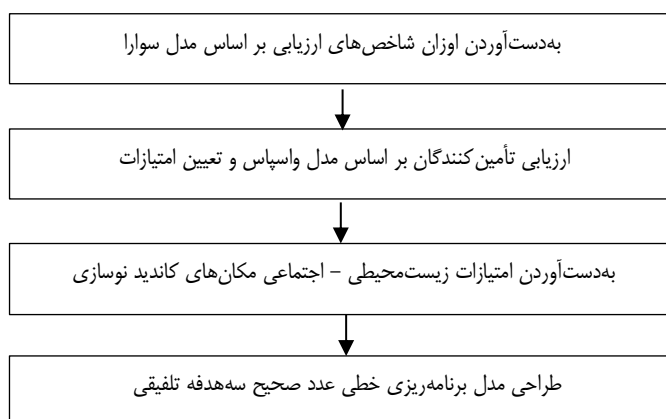 به‌دست‌آوردن اوزان شاخص‌های ارزیابی بر اساس مدل سوارا
ارزیابی تأمین‌کنندگان بر اساس مدل واسپاس و تعیین امتیازات
به‌دست‌آوردن امتیازات زیست‌محیطی – اجتماعی مکان‌های کاندید نوسازی
طراحی مدل برنامه‌ریزی خطی عدد صحیح سه‌هدفه تلفیقی